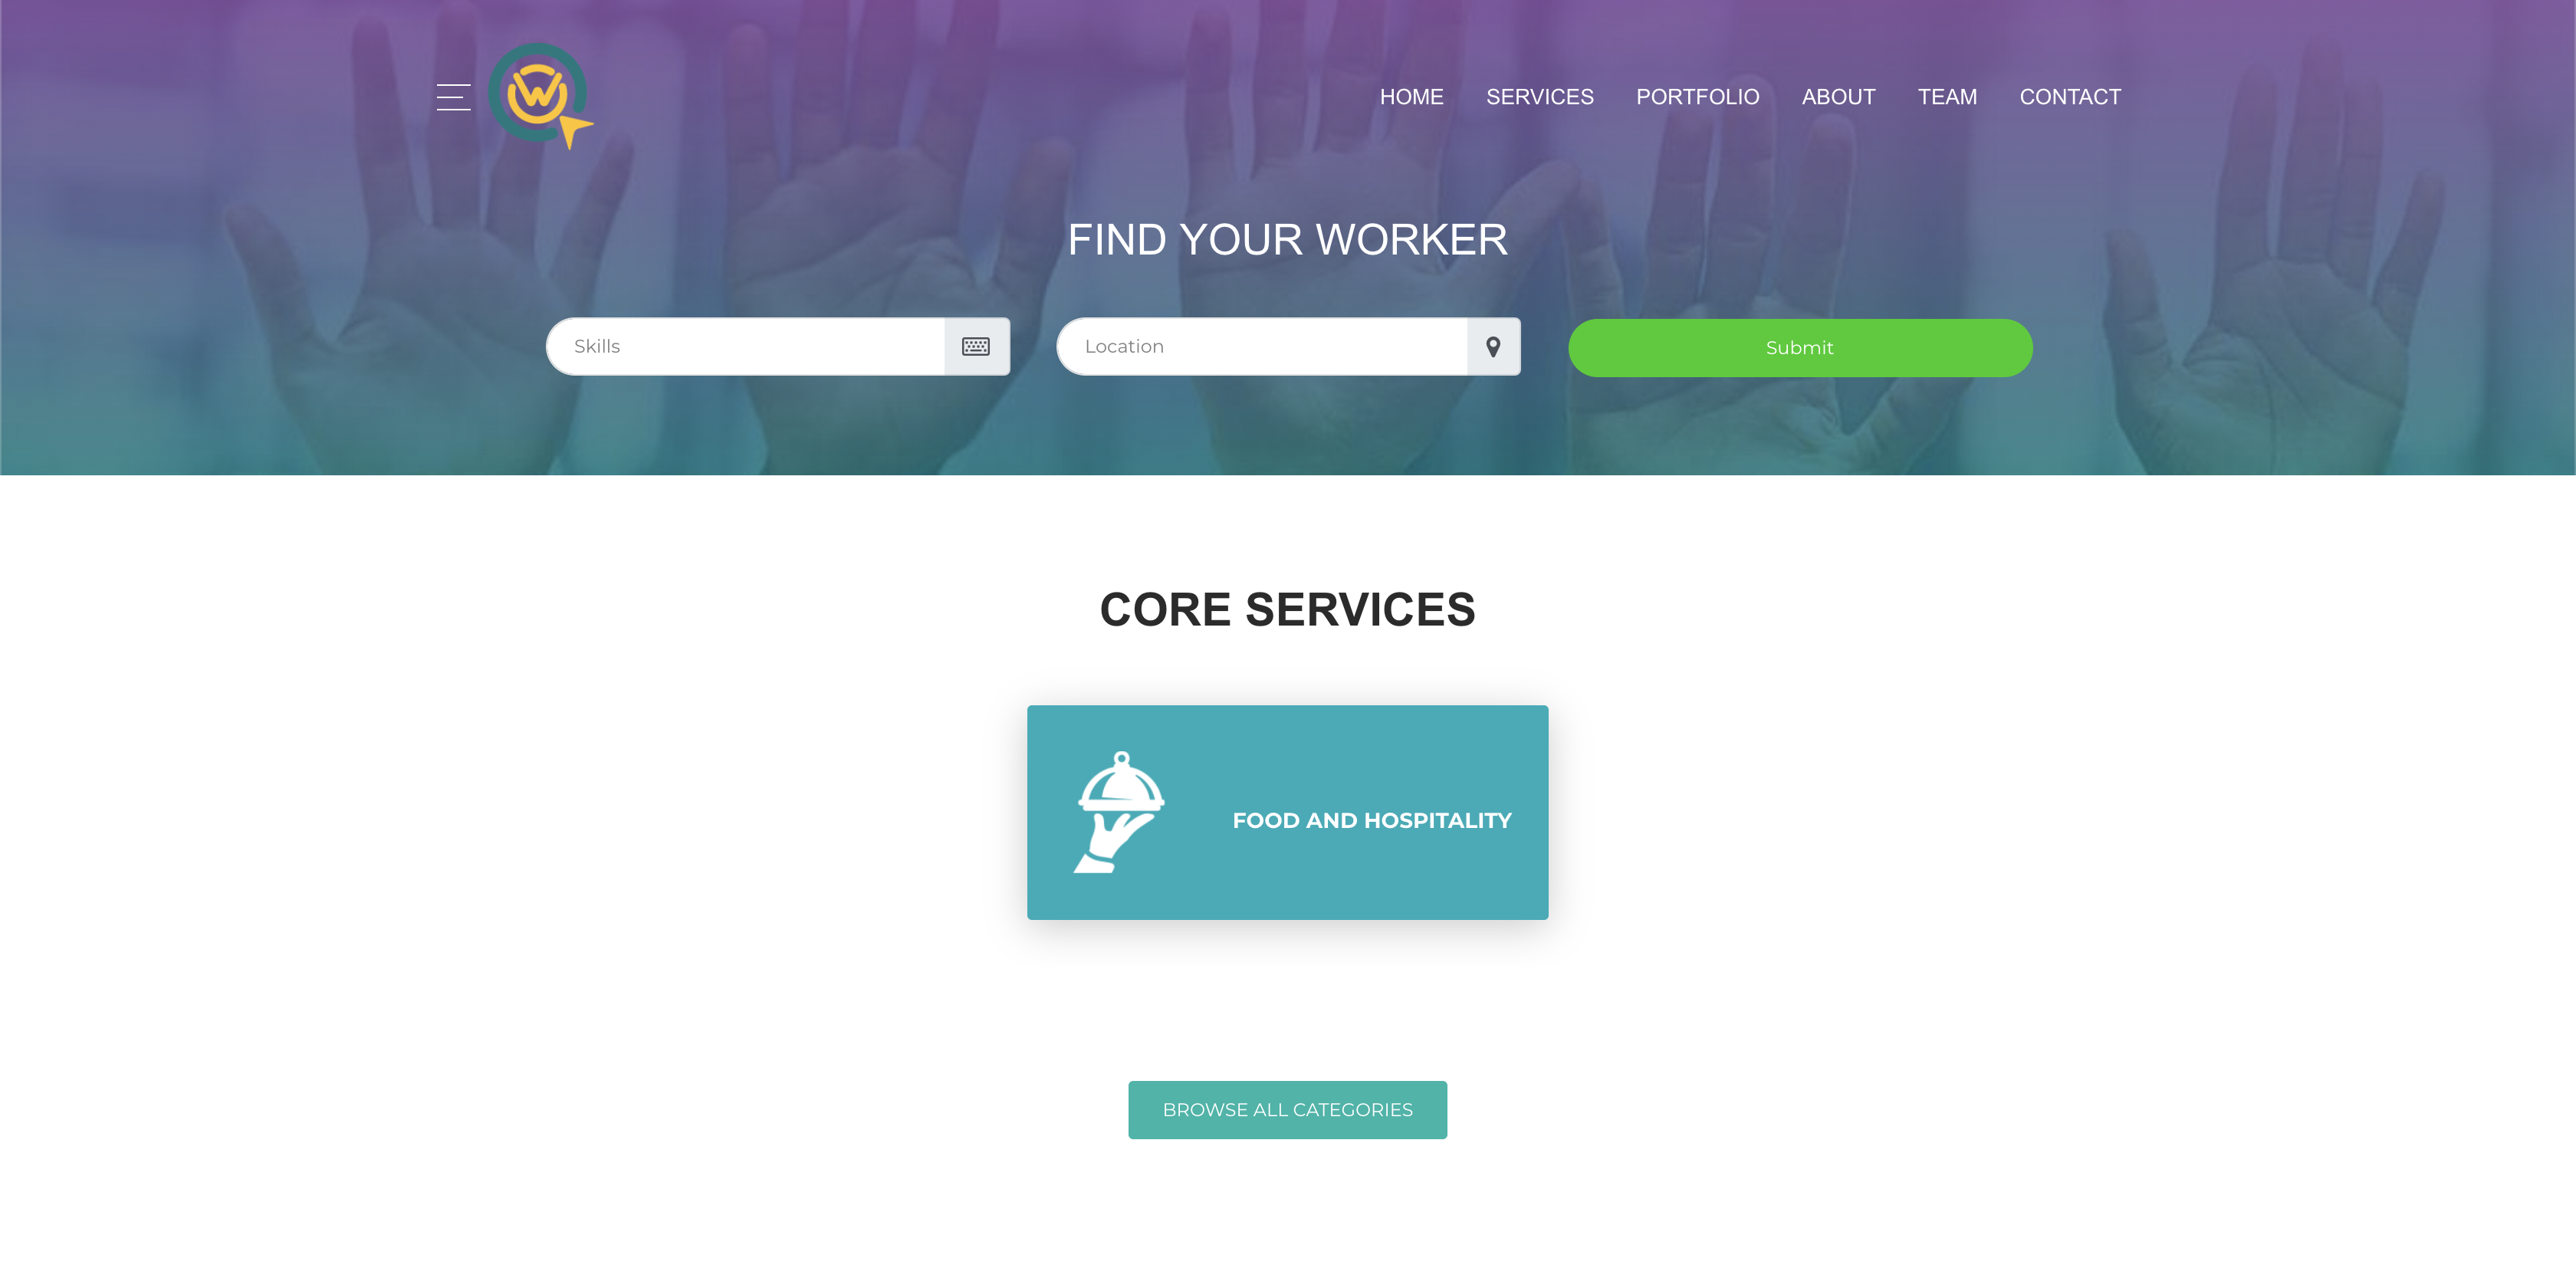 W
HOME SERVICES PORTFOLIO ABOUT TEAM CONTACT
FIND YOUR WORKER
Skills Location Submit
CORE SERVICES
FOOD AND HOSPITALITY
BROWSE ALL CATEGORIES